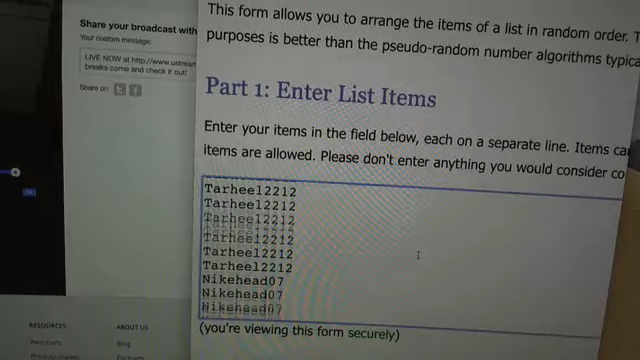 Share your broadcast with
Your custom message:
LIVE NOW at http://www.ustream
breaks come and check it out!
Share on:
This form allows you to arrange the items of a list in random order. T
purposes is better than the pseudo-random number algorithms typica
Part 1: Enter List Items
Enter your items in the field below, each on a separate line. Items ca
items are allowed. Please don't enter anything you would consider co
Tarheel2212
Tarheel2212
Tarheel2212
Tarheel2212
Tarheel2212
Tarheel2212
Nikehead07
Nikehead07
Nikehead07
(you're viewing this form securely)
RESOURCES
ABOUT US
Webinars
Blog
Product sheets
Partners